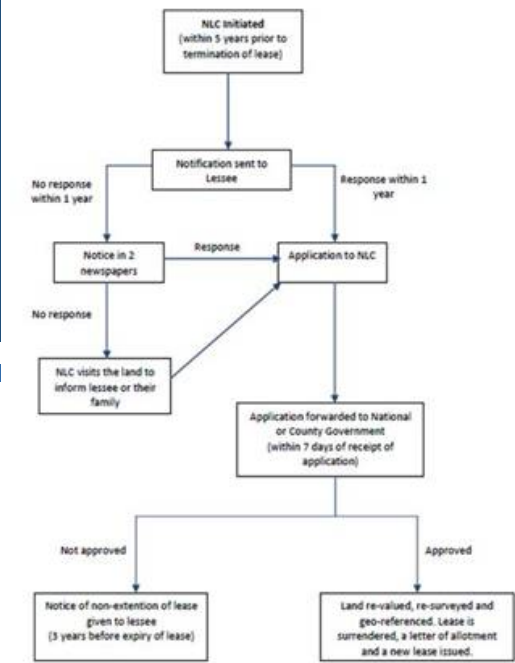 NLC Initiated
(within 5 years prior to
termination of lease)
Notification sent to
Lessee
No response
within 1 year
Response within 1
year
Notice in 2
newspapers
Response
Application to NLC
No response
NLC visits the land to
inform lessee or their
family
Application forwarded to National
or County Government
(within 7 days of receipt of
application)
Not approved
Approved
Notice of non-extention of lease
given to lessee
(3 years before expiry of lease)
Land re-valued, re-surveyed and
geo-referenced. Lease is
surrendered, a letter of allotment
and a new lease issued.